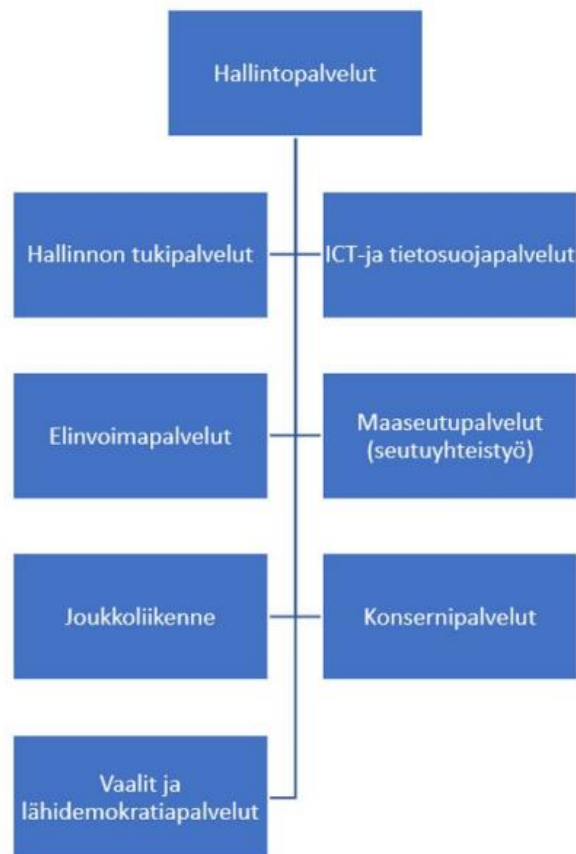 Hallintopalvelut
Hallinnon tukipalvelut
ICT-ja tietosuojapalvelut
Elinvoimapalvelut
Maaseutupalvelut
(seutuyhteistyö)
Joukkoliikenne
Konsernipalvelut
Vaalit ja
lähidemokratiapalvelut